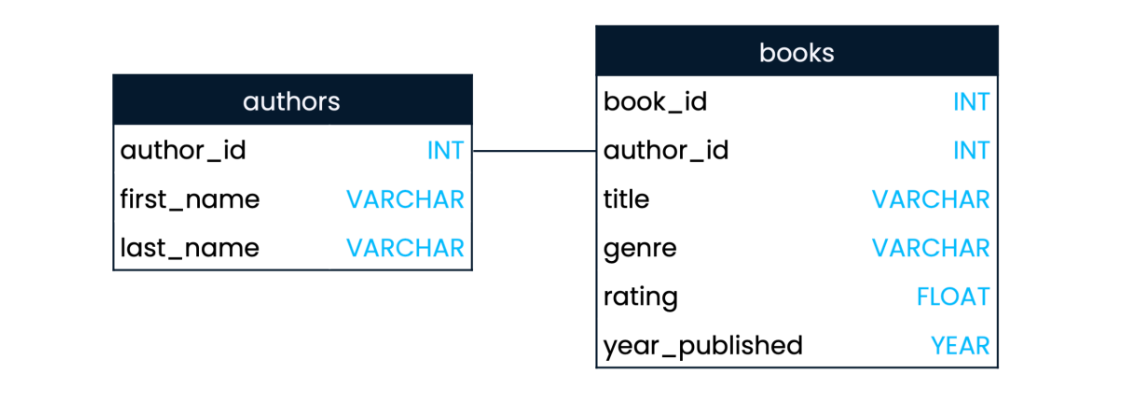 authors
author_id INT
first_name VARCHAR
last_name VARCHAR
books
book_id INT
author_id INT
title VARCHAR
genre VARCHAR
rating FLOAT
year_published YEAR